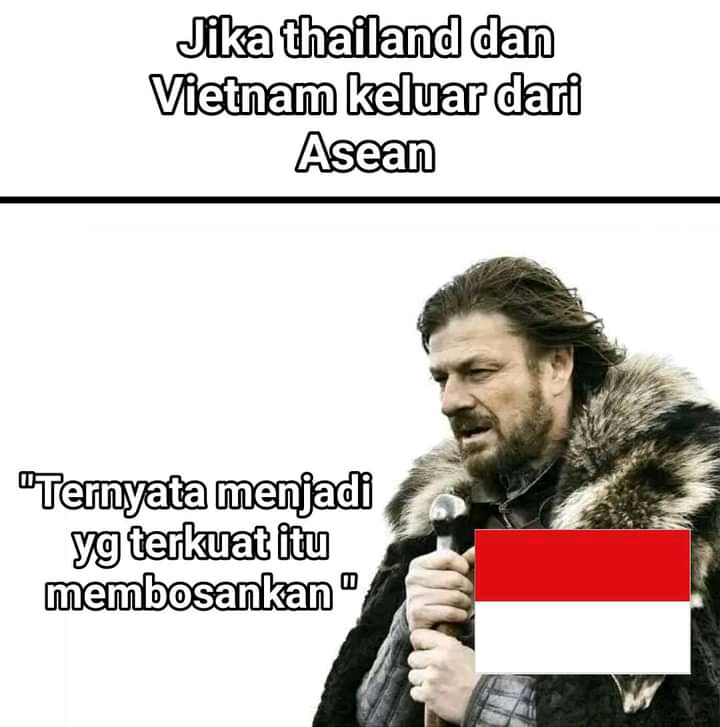 Jika thailand dan
Vietnam keluar dari
Asean
"Ternyata menjadi
yg terkuat itu
membosankan "